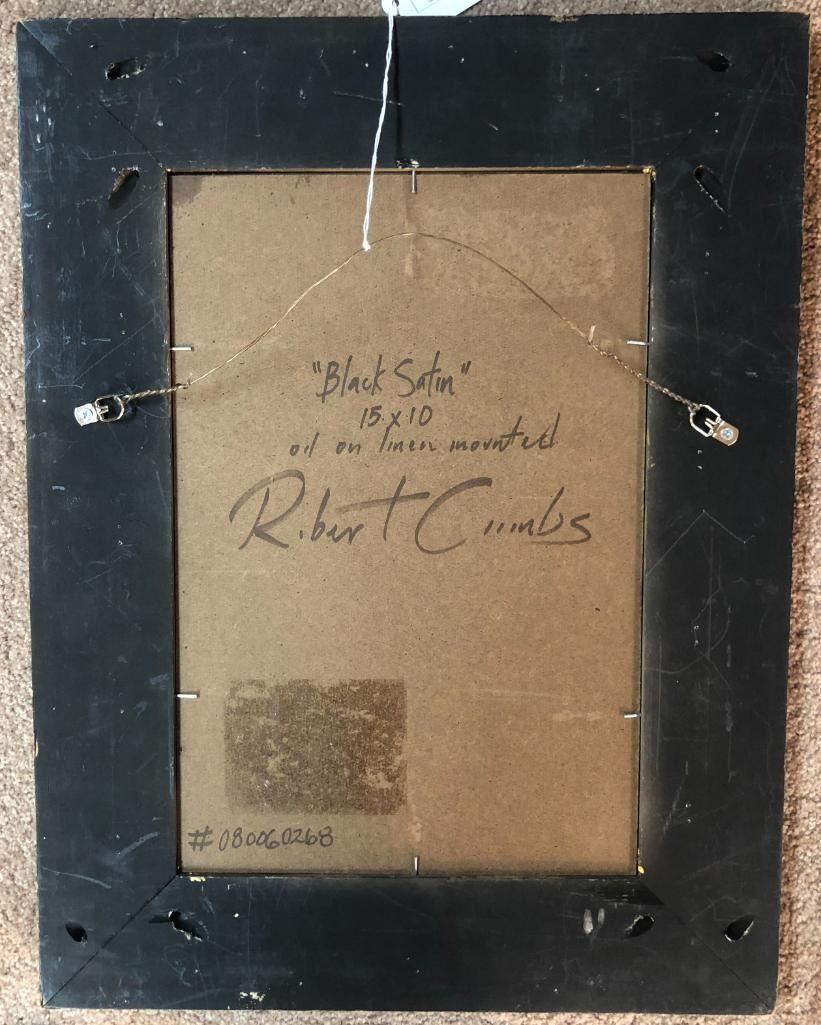 "Black Satin"
15 x 10
oil on linen mounted
Robert Coombs
#080060268